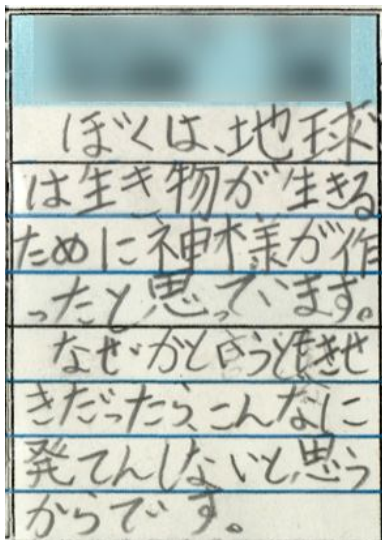 ぼくは、地球
は生き物が生きる
ために神様が作
ったと思っています。
なぜかと言うときせ
きだったら、こんなに
発てんしないと思う
からです。